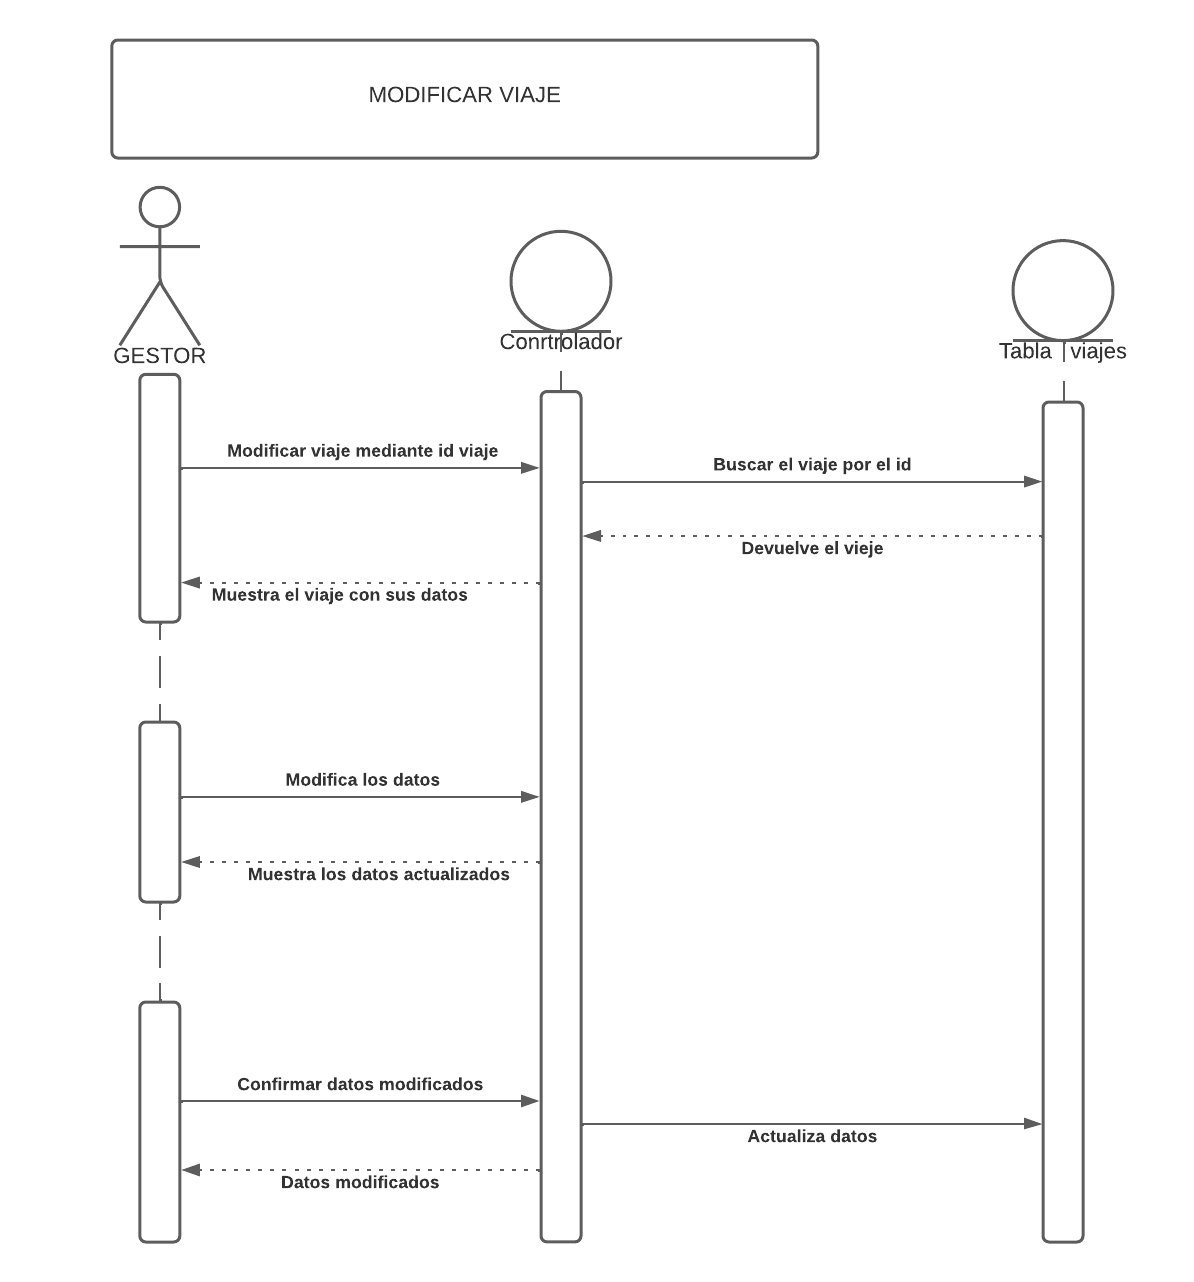 MODIFICAR VIAJE
GESTOR
Conrtrolador
Tabla viajes
Modificar viaje mediante id viaje
Buscar el viaje por el id
Devuelve el vieje
Muestra el viaje con sus datos
Modifica los datos
Muestra los datos actualizados
Confirmar datos modificados
Actualiza datos
Datos modificados